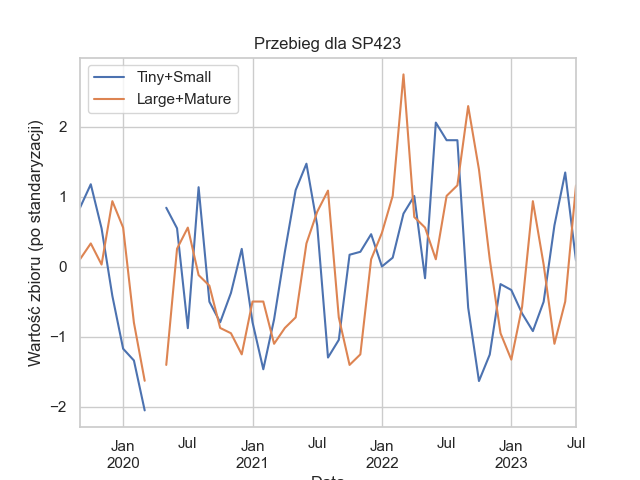 Przebieg dla SP423
Tiny+Small
Large+Mature
Wartość zbioru (po standaryzacji)
2
1
0
−1
−2
Jan
2020
Jul
Jan
2021
Jul
Jan
2022
Jul
Jan
2023
Jul